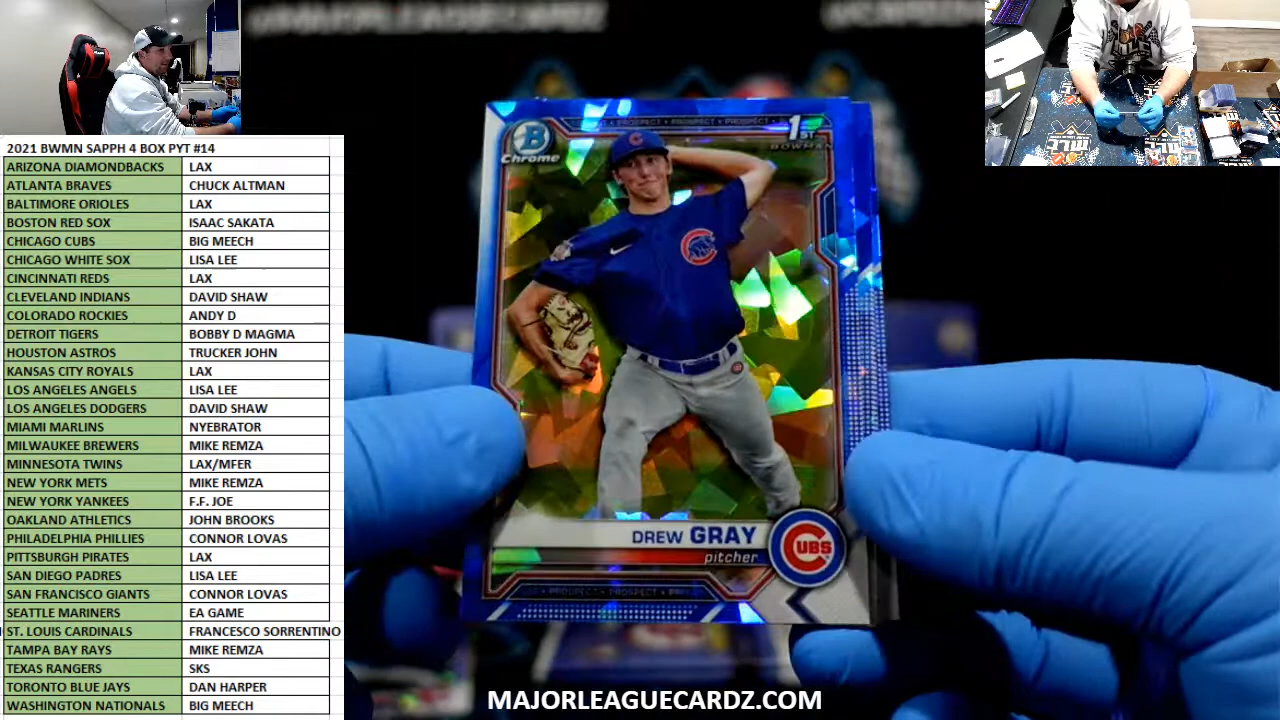 @MAJORLEAGUECARDZ
2021 BWMN SAPPH 4 BOX PYT #14
ARIZONA DIAMONDBACKS LAX
ATLANTA BRAVES CHUCK ALTMAN
BALTIMORE ORIOLES LAX
BOSTON RED SOX ISAAC SAKATA
CHICAGO CUBS BIG MEECH
CHICAGO WHITE SOX LISA LEE
CINCINNATI REDS LAX
CLEVELAND INDIANS DAVID SHAW
COLORADO ROCKIES ANDY D
DETROIT TIGERS BOBBY D MAGMA
HOUSTON ASTROS TRUCKER JOHN
KANSAS CITY ROYALS LAX
LOS ANGELES ANGELS LISA LEE
LOS ANGELES DODGERS DAVID SHAW
MIAMI MARLINS NYEBRATOR
MILWAUKEE BREWERS MIKE REMZA
MINNESOTA TWINS LAX/MFER
NEW YORK METS MIKE REMZA
NEW YORK YANKEES F.F. JOE
OAKLAND ATHLETICS JOHN BROOKS
PHILADELPHIA PHILLIES CONNOR LOVAS
PITTSBURGH PIRATES LAX
SAN DIEGO PADRES LISA LEE
SAN FRANCISCO GIANTS CONNOR LOVAS
SEATTLE MARINERS EA GAME
ST. LOUIS CARDINALS FRANCESCO SORRENTINO
TAMPA BAY RAYS MIKE REMZA
TEXAS RANGERS SKS
TORONTO BLUE JAYS DAN HARPER
WASHINGTON NATIONALS BIG MEECH
PROSPECT PROSPECT PROSPECT
B
Chrome
1ST
BOWMAN
C
DREW GRAY
pitcher
CUBS
PROSPECT PROSPECT
MAJORLEAGUECARDZ.COM